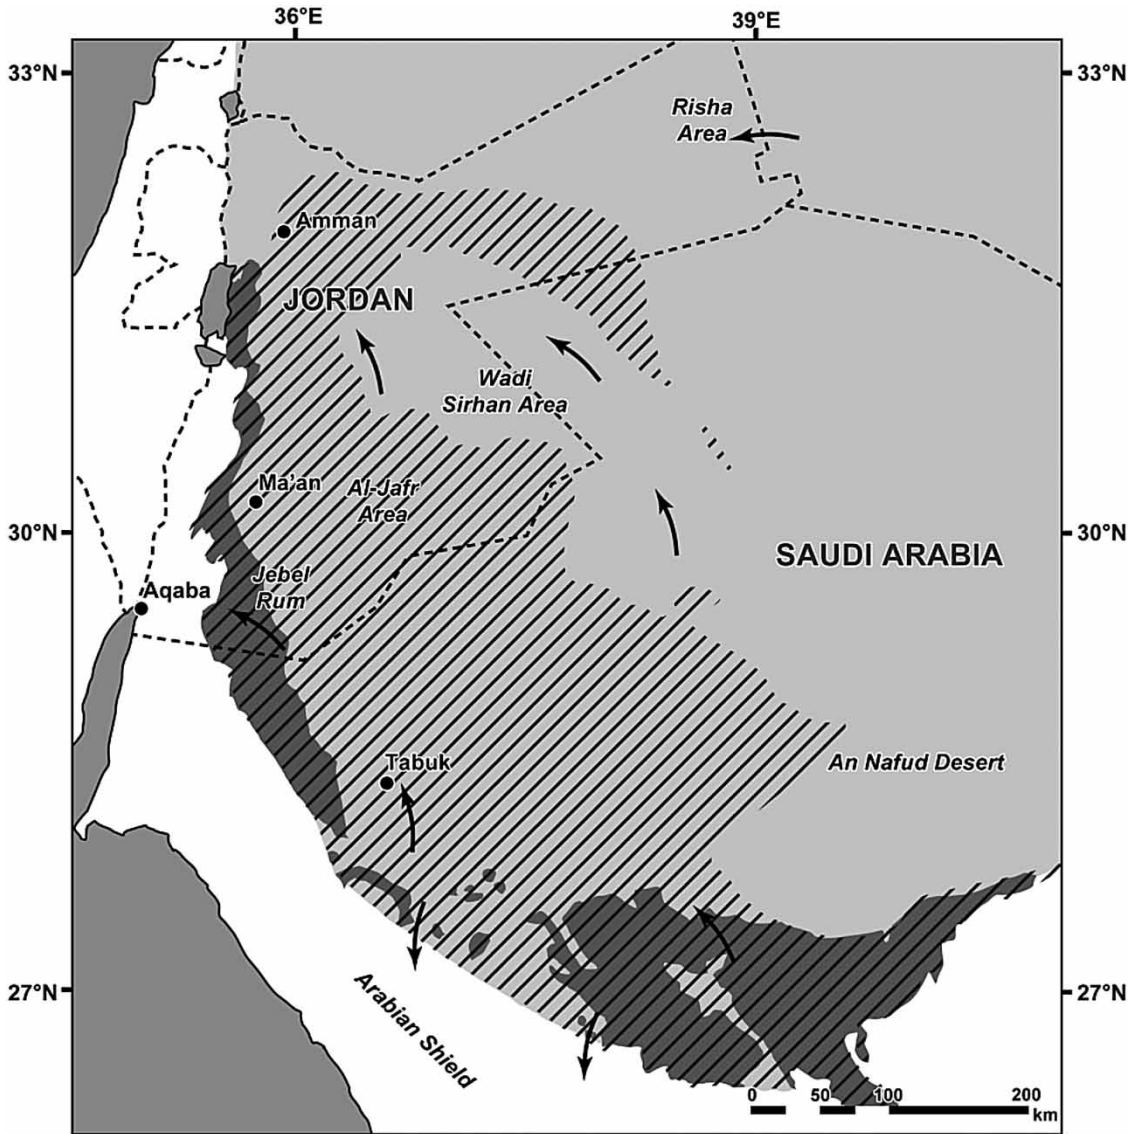 36°E
39°E
33°N
33°N
Risha
Area
Amman
JORDAN
Wadi
Sirhan Area
Ma'an
Al-Jafr
Area
30°N
30°N
SAUDI ARABIA
Jebel
Rum
Aqaba
Tabuk
An Nafud Desert
27°N
27°N
Arabian Shield
0 50 100 200
km